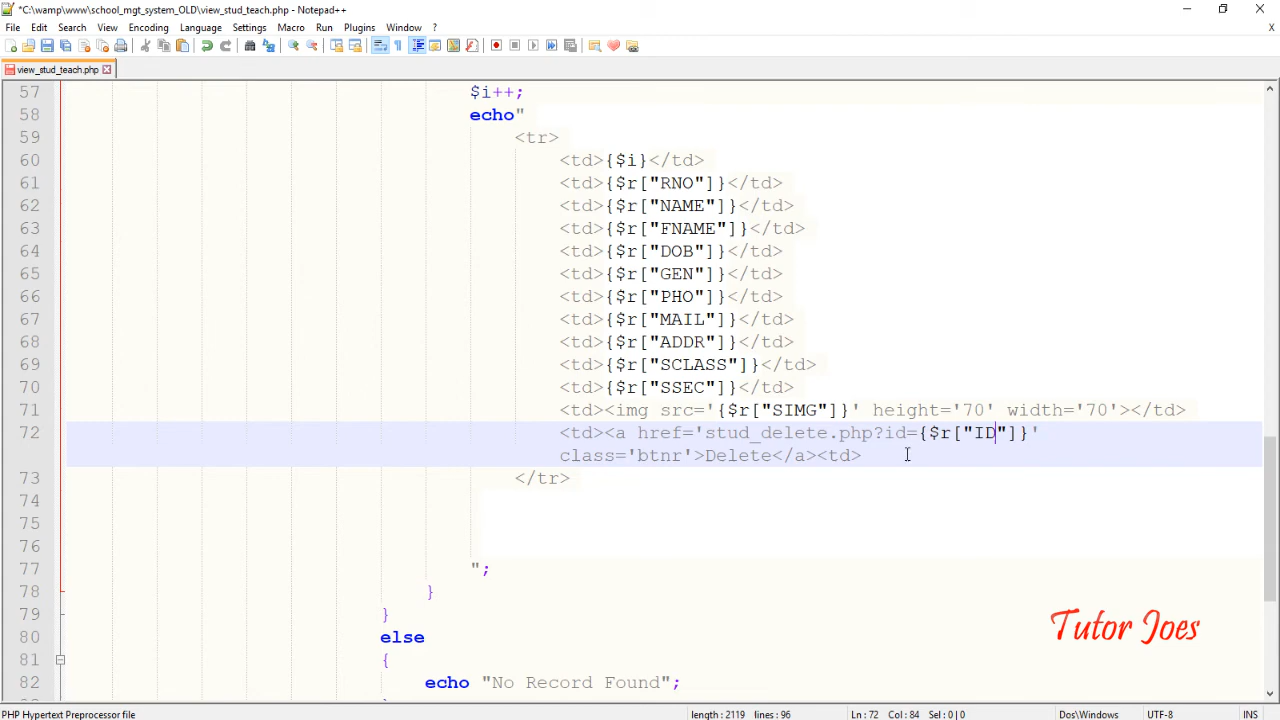 *C:\wamp\www\school_mgt_system_OLD\view_stud_teach.php - Notepad++
File Edit Search View Encoding Language Settings Macro Run Plugins Window ?
X
view_stud_teach.php
57 $i++;
58 echo"
59 <tr>
60 <td>{$i}</td>
61 <td>{$r["RNO"]}</td>
62 <td>{$r["NAME"]}</td>
63 <td>{$r["FNAME"]}</td>
64 <td>{$r["DOB"]}</td>
65 <td>{$r["GEN"]}</td>
66 <td>{$r["PHO"]}</td>
67 <td>{$r["MAIL"]}</td>
68 <td>{$r["ADDR"]}</td>
69 <td>{$r["SCLASS"]}</td>
70 <td>{$r["SSEC"]}</td>
71 <td><img src='{$r["SIMG"]}' height='70' width='70'></td>
72 <td><a href='stud_delete.php?id={$r["ID"]}'
class='btnr'>Delete</a><td>
73 </tr>
74
75
76
77 ";
78 }
79 }
80 else
81 {
82 echo "No Record Found";
Tutor Joes
PHP Hypertext Preprocessor file length : 2119 lines : 96 Ln : 72 Col : 84 Sel : 0 | 0 Dos\Windows UTF-8 INS